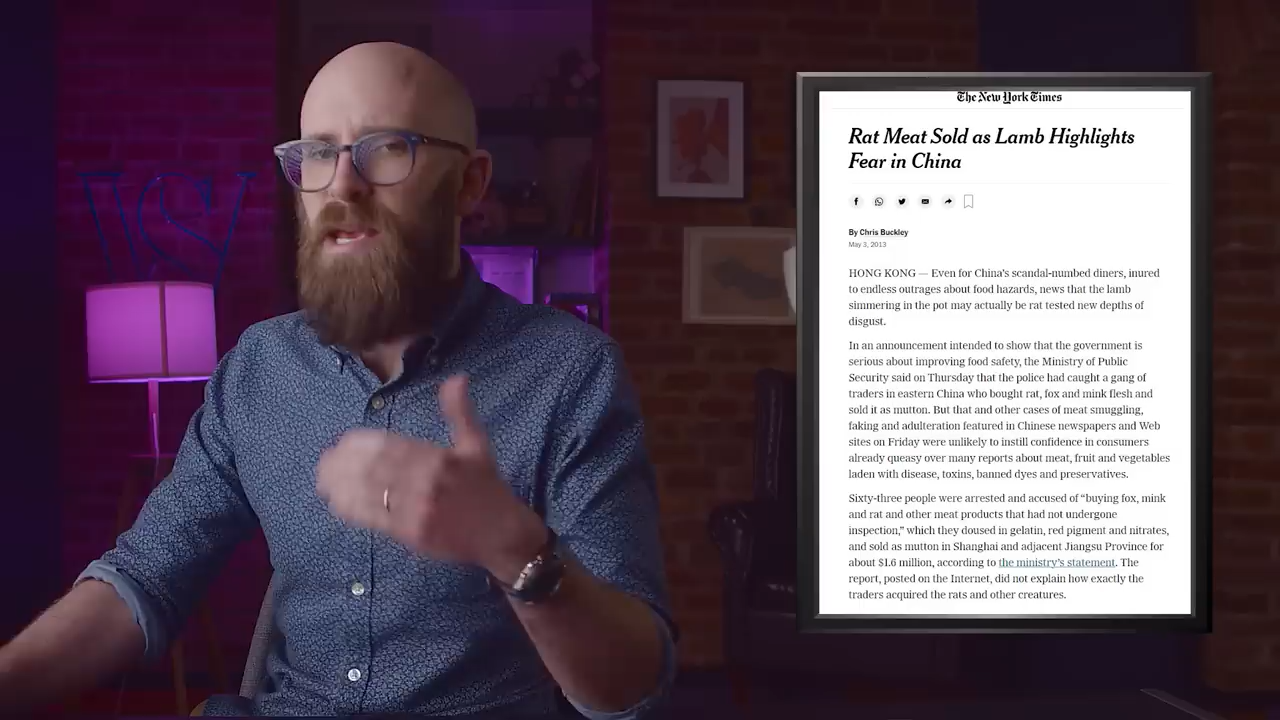 The New York Times
Rat Meat Sold as Lamb Highlights
Fear in China
By Chris Buckley
May 3, 2013
HONG KONG — Even for China's scandal-numbed diners, inured
to endless outrages about food hazards, news that the lamb
simmering in the pot may actually be rat tested new depths of
disgust.
In an announcement intended to show that the government is
serious about improving food safety, the Ministry of Public
Security said on Thursday that the police had caught a gang of
traders in eastern China who bought rat, fox and mink flesh and
sold it as mutton. But that and other cases of meat smuggling,
faking and adulteration featured in Chinese newspapers and Web
sites on Friday were unlikely to instill confidence in consumers
already queasy over many reports about meat, fruit and vegetables
laden with disease, toxins, banned dyes and preservatives.
Sixty-three people were arrested and accused of “buying fox, mink
and rat and other meat products that had not undergone
inspection,” which they doused in gelatin, red pigment and nitrates,
and sold as mutton in Shanghai and adjacent Jiangsu Province for
about $1.6 million, according to the ministry's statement. The
report, posted on the Internet, did not explain how exactly the
traders acquired the rats and other creatures.